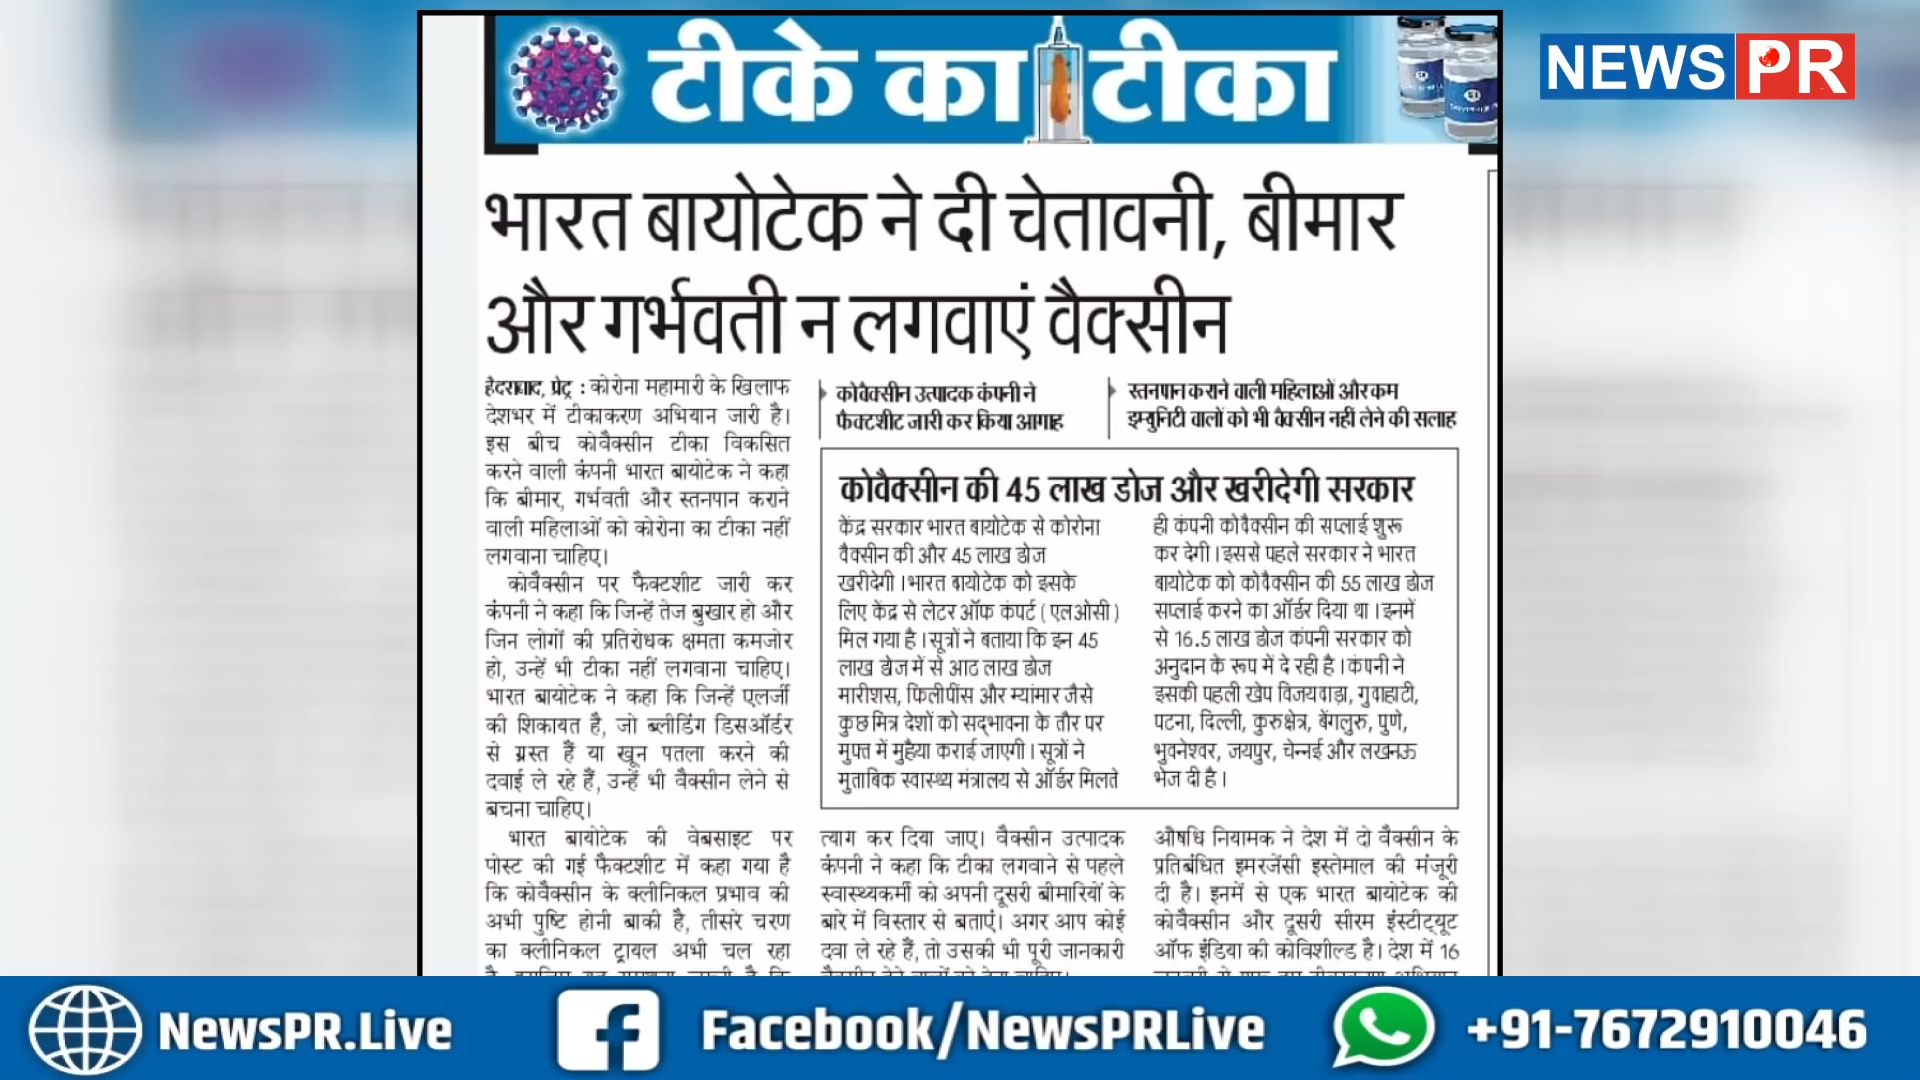 टीके का टीका
NEWS PR
भारत बायोटेक ने दी चेतावनी, बीमार
और गर्भवती न लगवाएं वैक्सीन
हैदराबाद, प्रेट्र : कोरोना महामारी के खिलाफ
देशभर में टीकाकरण अभियान जारी है।
इस बीच कोवैक्सीन टीका विकसित
करने वाली कंपनी भारत बायोटेक ने कहा
कि बीमार, गर्भवती और स्तनपान कराने
वाली महिलाओं को कोरोना का टीका नहीं
लगवाना चाहिए।
कोवैक्सीन पर फैक्टशीट जारी कर
कंपनी ने कहा कि जिन्हें तेज बुखार हो और
जिन लोगों की प्रतिरोधक क्षमता कमजोर
हो, उन्हें भी टीका नहीं लगवाना चाहिए।
भारत बायोटेक ने कहा कि जिन्हें एलर्जी
की शिकायत है, जो ब्लीडिंग डिसऑर्डर
से ग्रस्त हैं या खून पतला करने की
दवाई ले रहे हैं, उन्हें भी वैक्सीन लेने से
बचना चाहिए।
भारत बायोटेक की वेबसाइट पर
पोस्ट की गई फैक्टशीट में कहा गया है
कि कोवैक्सीन के क्लीनिकल प्रभाव की
अभी पुष्टि होनी बाकी है, तीसरे चरण
का क्लीनिकल ट्रायल अभी चल रहा
कोवैक्सीन उत्पादक कंपनी ने
फैक्टशीट जारी कर किया आगाह
स्तनपान कराने वाली महिलाओं और कम
इम्युनिटी वालों को भी वैक्सीन नहीं लेने की सलाह
कोवैक्सीन की 45 लाख डोज और खरीदेगी सरकार
केंद्र सरकार भारत बायोटेक से कोरोना
वैक्सीन की और 45 लाख डोज
खरीदेगी। भारत बायोटेक को इसके
लिए केंद्र से लेटर ऑफ कंफर्ट (एलओसी)
मिल गया है। सूत्रों ने बताया कि इन 45
लाख डोज में से आठ लाख डोज
मारीशस, फिलीपींस और म्यांमार जैसे
कुछ मित्र देशों को सद्भावना के तौर पर
मुफ्त में मुहैया कराई जाएगी। सूत्रों ने
मुताबिक स्वास्थ्य मंत्रालय से ऑर्डर मिलते
ही कंपनी कोवैक्सीन की सप्लाई शुरू
कर देगी। इससे पहले सरकार ने भारत
बायोटेक को कोवैक्सीन की 55 लाख डोज
सप्लाई करने का ऑर्डर दिया था। इनमें
से 16.5 लाख डोज कंपनी सरकार को
अनुदान के रूप में दे रही है। कंपनी ने
इसकी पहली खेप विजयवाड़ा, गुवाहाटी,
पटना, दिल्ली, कुरुक्षेत्र, बेंगलुरु, पुणे,
भुवनेश्वर, जयपुर, चेन्नई और लखनऊ
भेज दी है।
त्याग कर दिया जाए। वैक्सीन उत्पादक
कंपनी ने कहा कि टीका लगवाने से पहले
स्वास्थ्यकर्मी को अपनी दूसरी बीमारियों के
बारे में विस्तार से बताएं। अगर आप कोई
दवा ले रहे हैं, तो उसकी भी पूरी जानकारी
औषधि नियामक ने देश में दो वैक्सीन के
प्रतिबंधित इमरजेंसी इस्तेमाल की मंजूरी
दी है। इनमें से एक भारत बायोटेक की
कोवैक्सीन और दूसरी सीरम इंस्टीट्यूट
ऑफ इंडिया की कोविशील्ड है। देश में 16
NewsPR.Live
Facebook/NewsPRLive
+91-7672910046